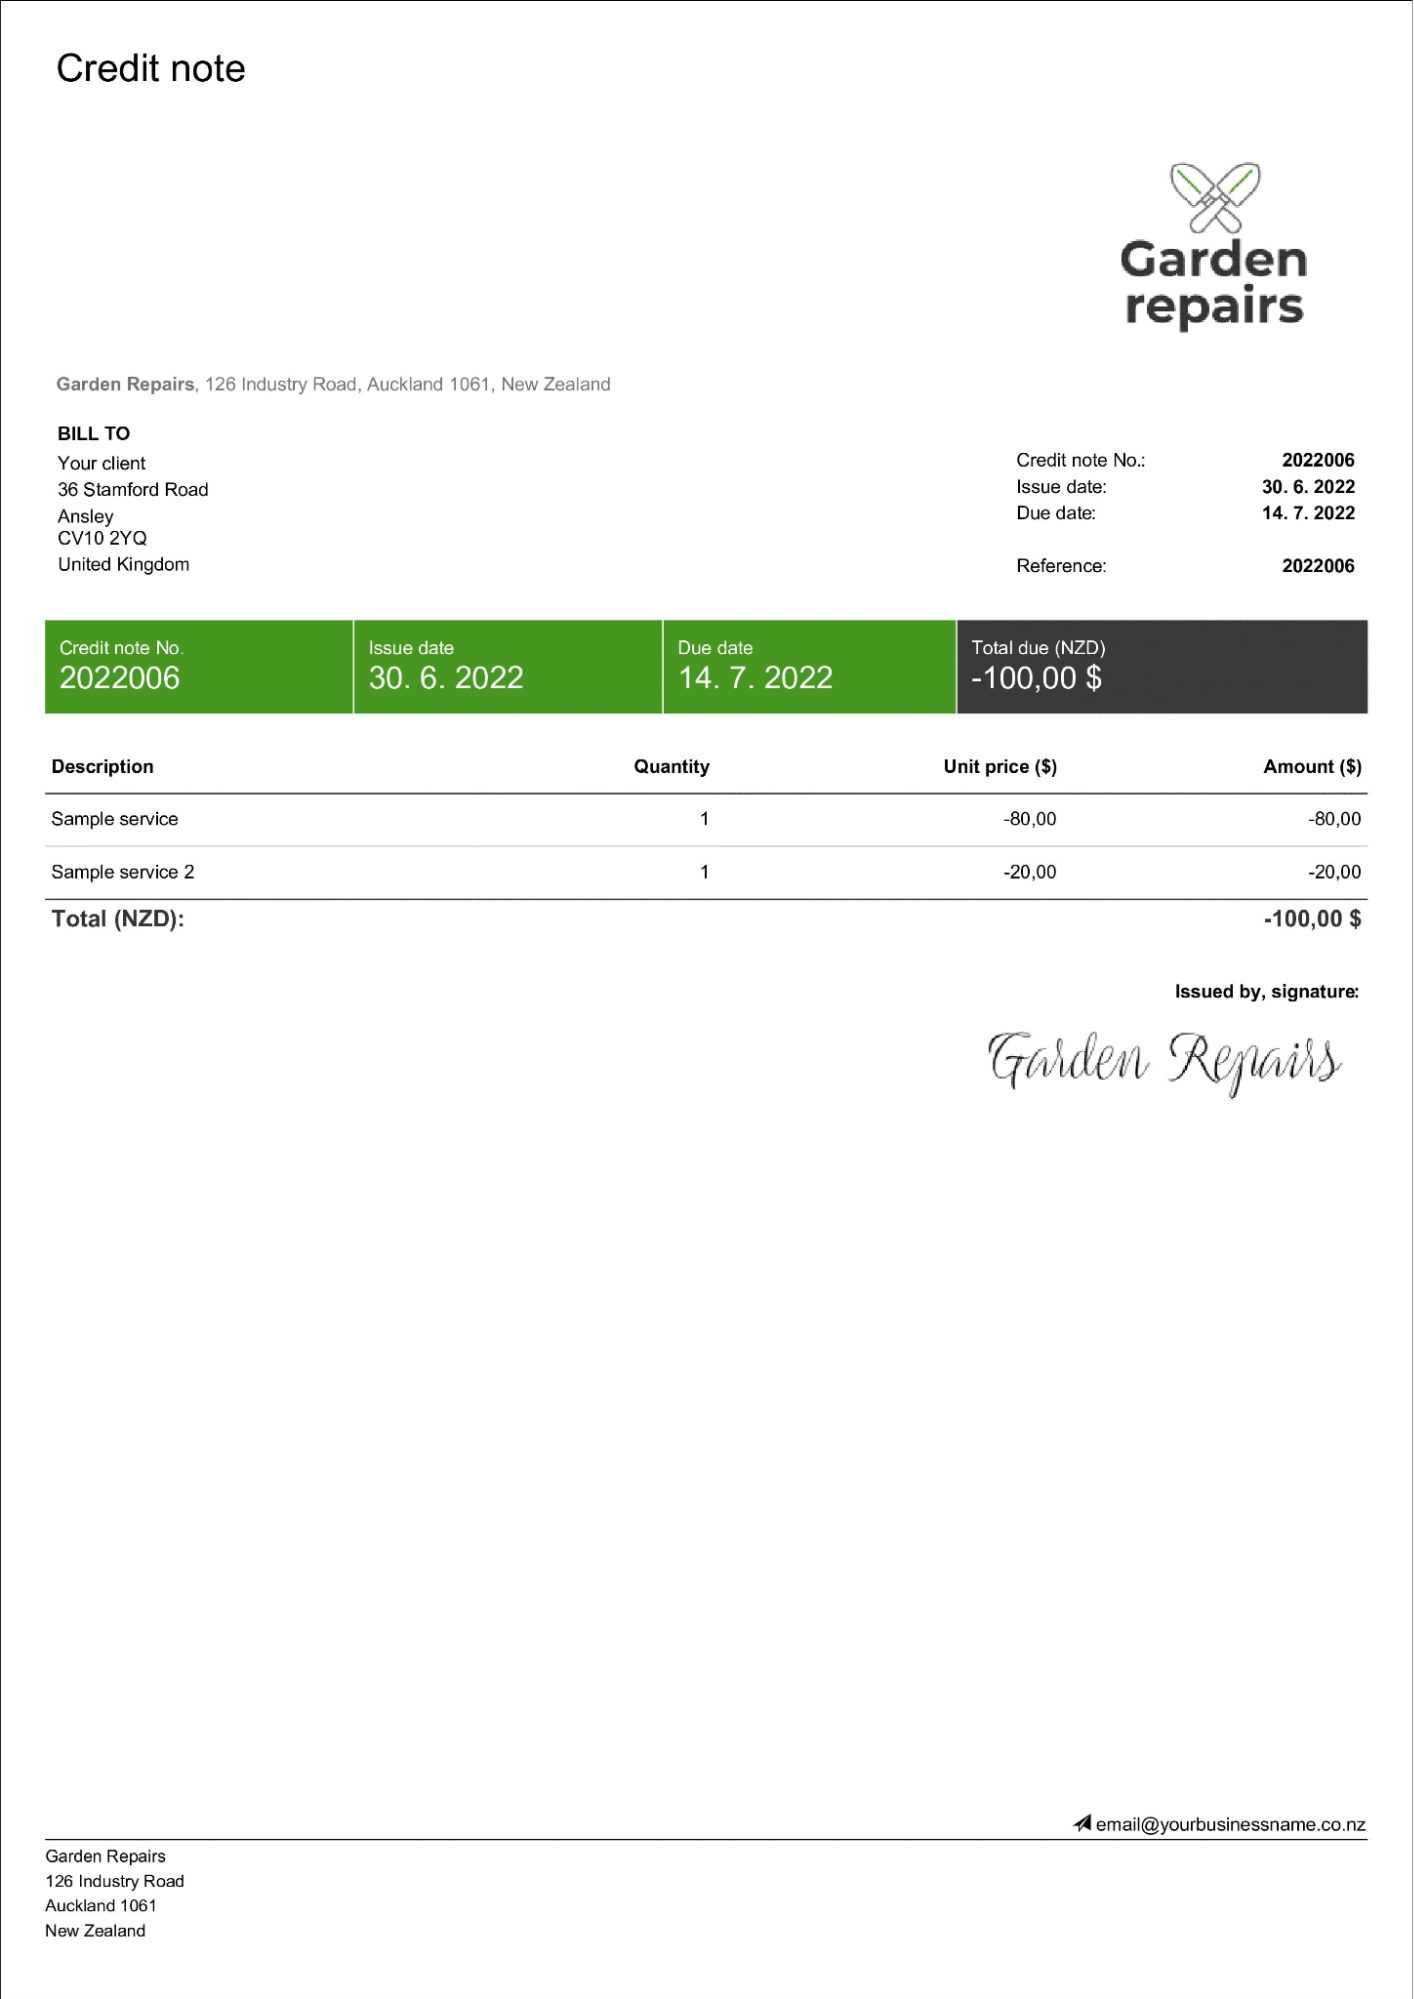 Credit note
Garden
repairs
Garden Repairs, 126 Industry Road, Auckland 1061, New Zealand
BILL TO
Your client
36 Stamford Road
Ansley
CV10 2YQ
United Kingdom
Credit note No.: 2022006
Issue date: 30. 6. 2022
Due date: 14. 7. 2022
Reference: 2022006
Credit note No. Issue date Due date Total due (NZD)
2022006 30. 6. 2022 14. 7. 2022 -100,00 $
Description Quantity Unit price ($) Amount ($)
Sample service 1 -80,00 -80,00
Sample service 2 1 -20,00 -20,00
Total (NZD): -100,00 $
Issued by, signature:
Garden Repairs
email@yourbusinessname.co.nz
Garden Repairs
126 Industry Road
Auckland 1061
New Zealand